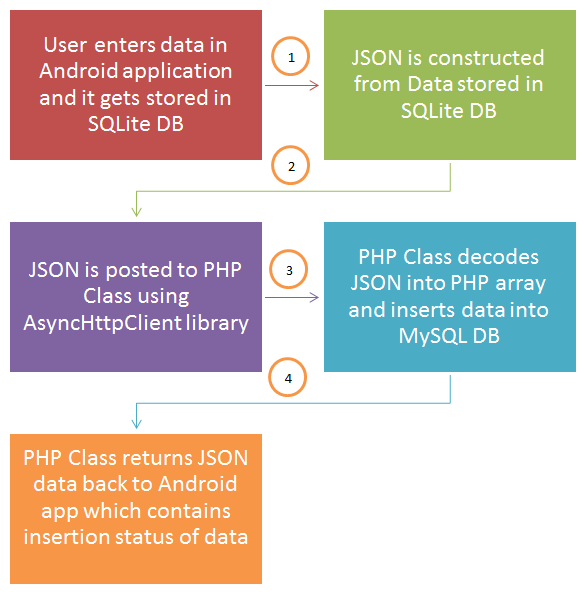 User enters data in
Android application
and it gets stored in
SQLite DB
1
JSON is constructed
from Data stored in
SQLite DB
2
JSON is posted to PHP
Class using
AsyncHttpClient library
3
PHP Class decodes
JSON into PHP array
and inserts data into
MySQL DB
4
PHP Class returns JSON
data back to Android
app which contains
insertion status of data